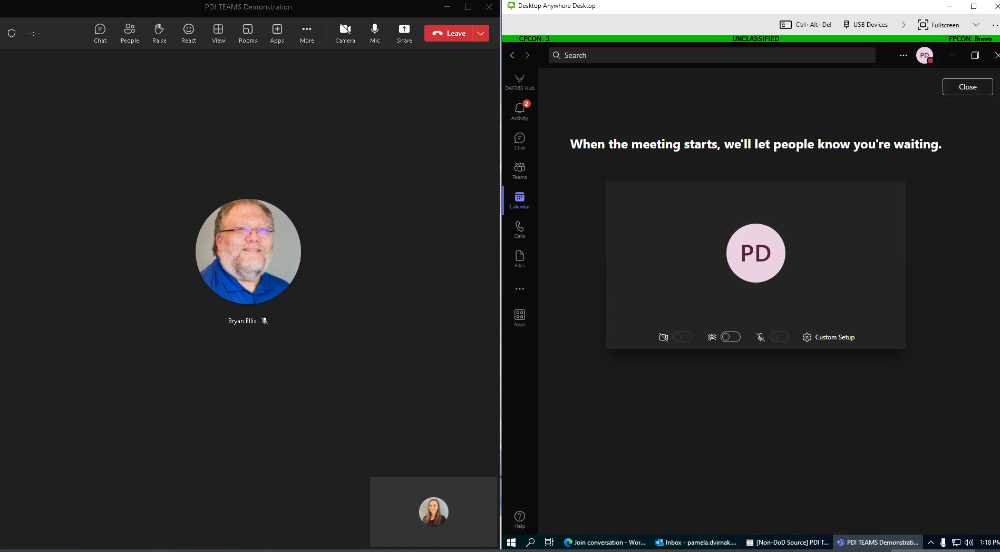 PDI TEAMS Demonstration
--:--
Chat
People
Raise
React
View
Rooms
Apps
More
Camera
Mic
Share
Leave
Bryan Ellis
Desktop Anywhere Desktop
Ctrl+Alt+Del
USB Devices
Fullscreen
CPCON: 3
UNCLASSIFIED
FPCON: Bravo
Search
PD
DAF365 Hub
2
Activity
Chat
Teams
Calendar
Calls
Files
Apps
Help
Close
When the meeting starts, we'll let people know you're waiting.
PD
Custom Setup
Join conversation - Wor...
Inbox - pamela.dvirnak....
[Non-DoD Source] PDI T...
PDI TEAMS Demonstrati...
1:18 PM